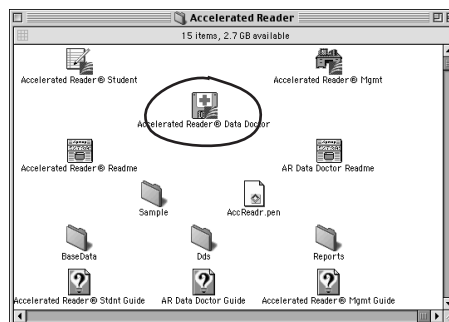 Accelerated Reader
15 items, 2.7 GB available
Accelerated Reader® Student
Accelerated Reader® Mgmt
Accelerated Reader® Data Doctor
Accelerated Reader® Readme
AR Data Doctor Readme
Sample
AccReadr.pen
BaseData
Dds
Reports
Accelerated Reader® Stdnt Guide
AR Data Doctor Guide
Accelerated Reader® Mgmt Guide